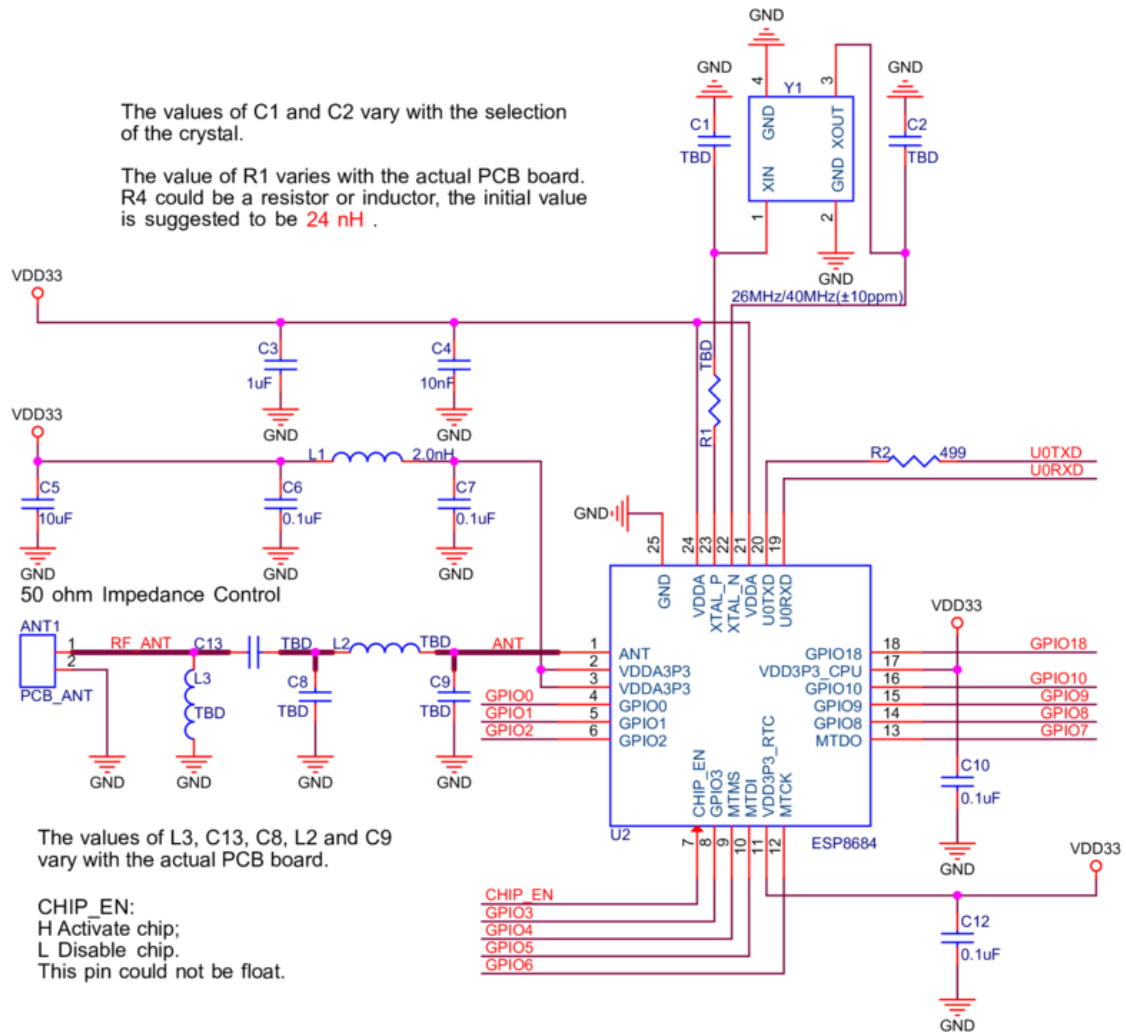 GND
GND
GND
4
3
Y1
C1
GND
XOUT
C2
TBD
XIN
GND
TBD
1
2
GND
26MHz/40MHz(±10ppm)
The values of C1 and C2 vary with the selection
of the crystal.
The value of R1 varies with the actual PCB board.
R4 could be a resistor or inductor, the initial value
is suggested to be 24 nH .
VDD33
C3
1uF
GND
C4
10nF
GND
TBD
R1
VDD33
L1
2.0nH
C5
10uF
GND
C6
0.1uF
GND
C7
0.1uF
GND
R2
499
U0TXD
U0RXD
GND
25
24
23
22
21
20
19
GND
VDDA
XTAL_P
XTAL_N
VDDA
U0TXD
U0RXD
50 ohm Impedance Control
ANT1
1
2
PCB_ANT
RF_ANT
C13
TBD
L2
TBD
ANT
L3
TBD
C8
TBD
C9
TBD
GND
GND
GND
GND
GPIO0
GPIO1
GPIO2
1
2
3
4
5
6
ANT
VDDA3P3
VDDA3P3
GPIO0
GPIO1
GPIO2
GPIO18
VDD3P3_CPU
GPIO10
GPIO9
GPIO8
MTDO
18
17
16
15
14
13
VDD33
GPIO18
GPIO10
GPIO9
GPIO8
GPIO7
C10
0.1uF
GND
CHIP_EN
GPIO3
MTMS
MTDI
VDD3P3_RTC
MTCK
U2
ESP8684
7
8
9
10
11
12
The values of L3, C13, C8, L2 and C9
vary with the actual PCB board.
CHIP_EN:
H Activate chip;
L Disable chip.
This pin could not be float.
CHIP_EN
GPIO3
GPIO4
GPIO5
GPIO6
VDD33
C12
0.1uF
GND